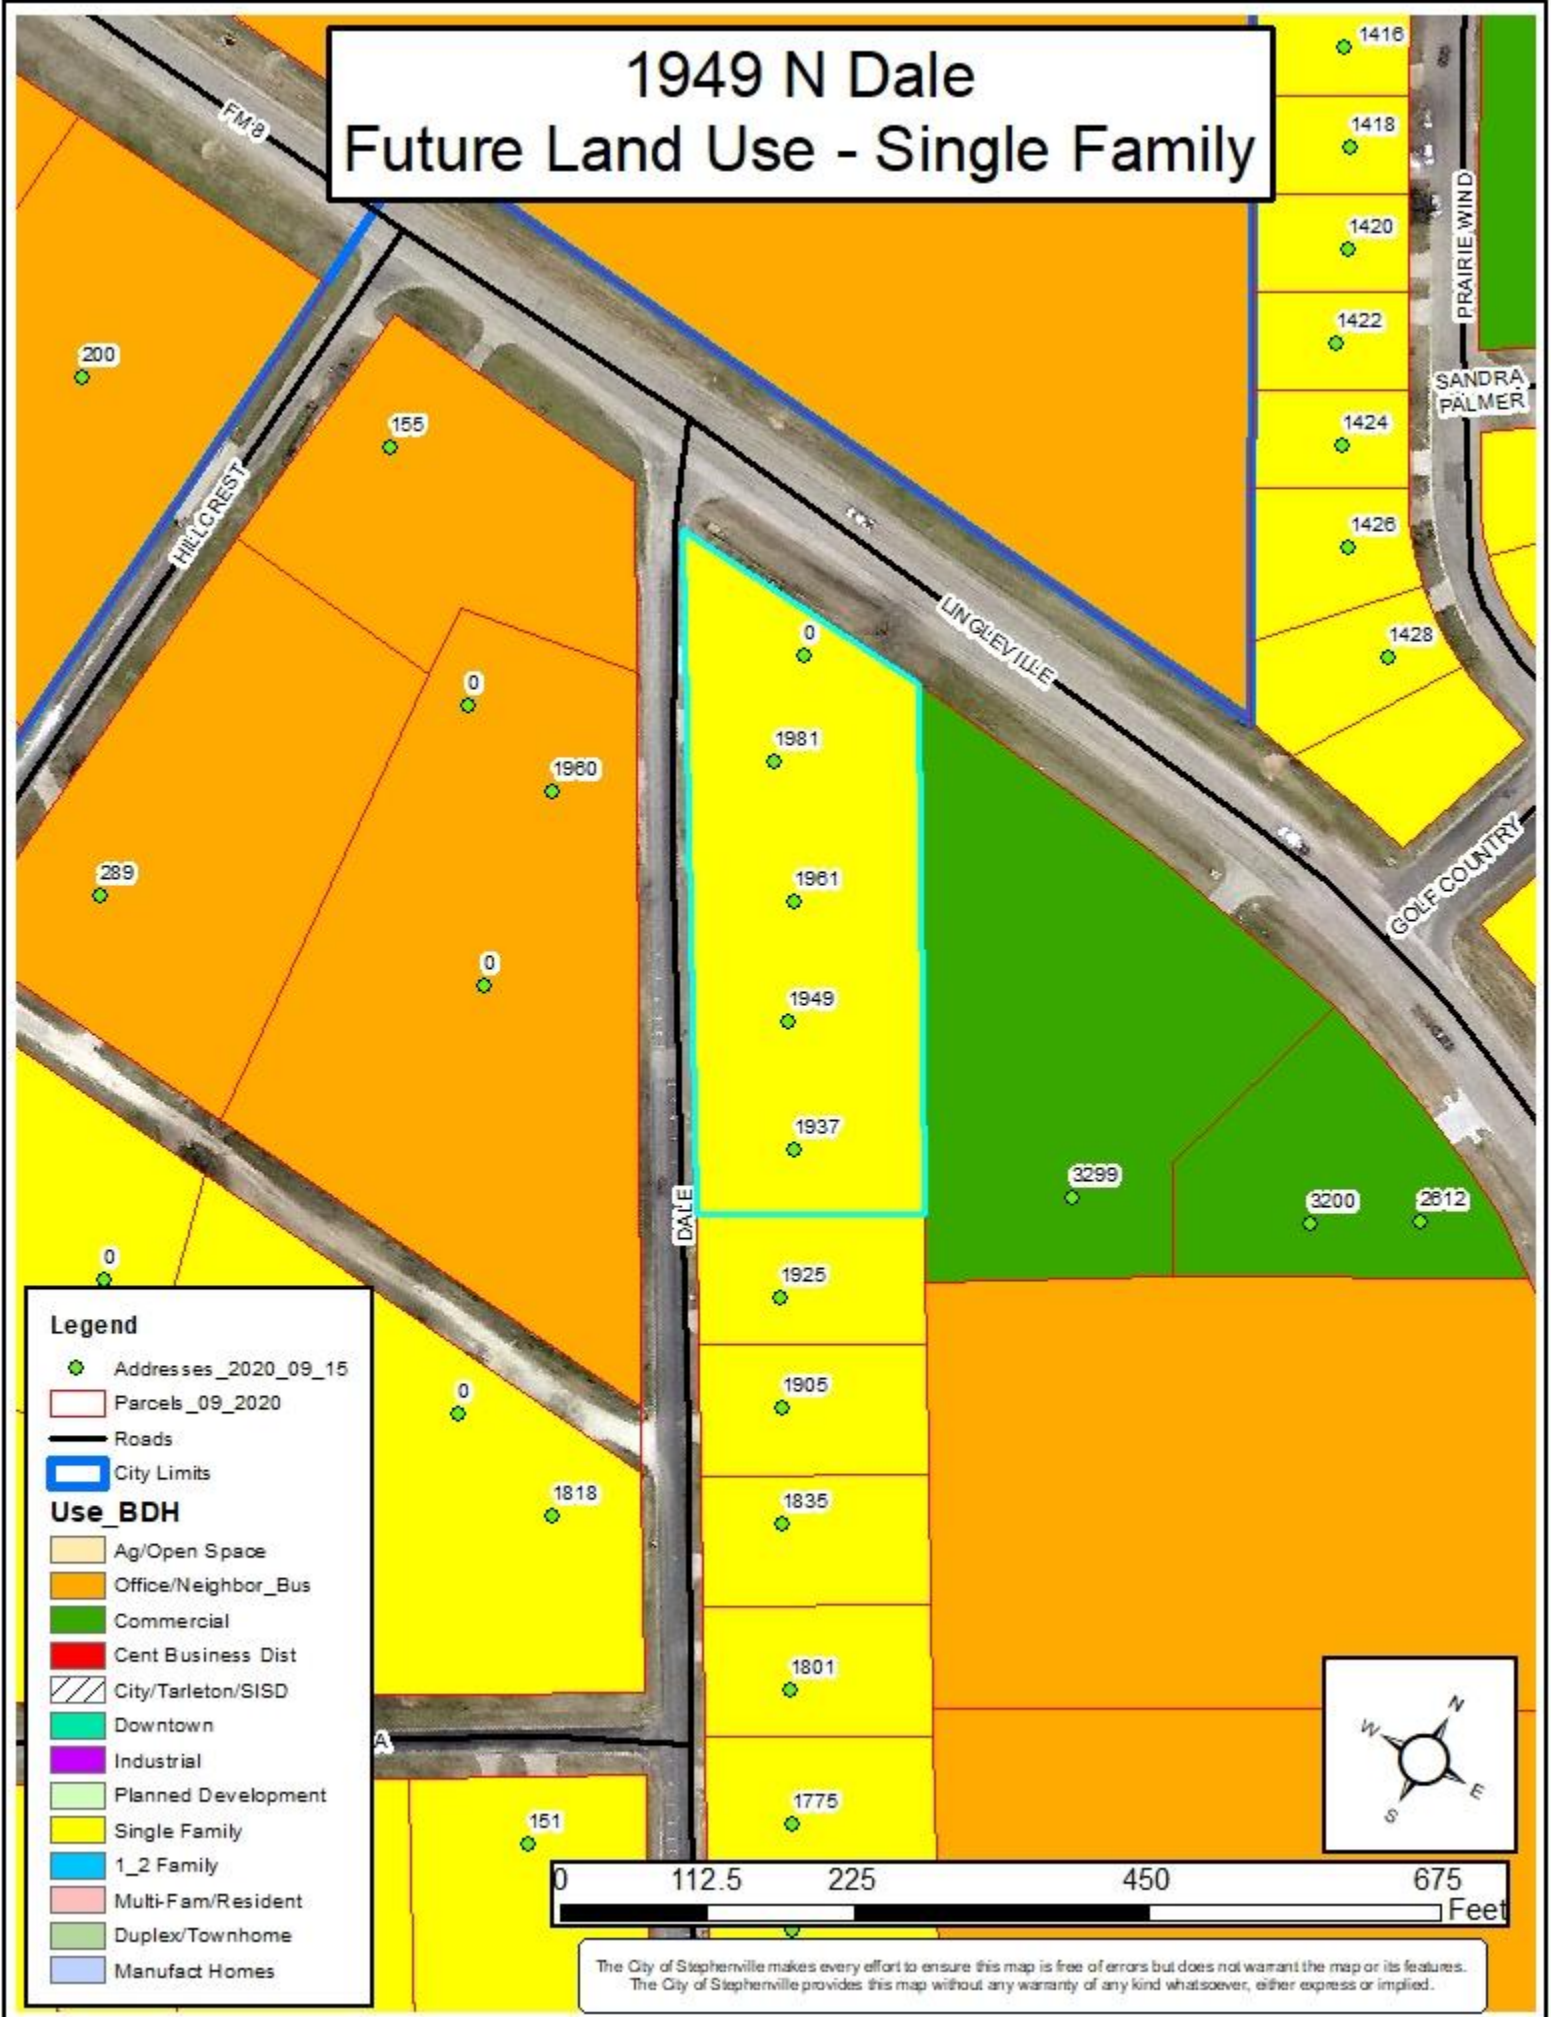 1949 N Dale
Future Land Use - Single Family
FM 8
1416
1418
1420
1422
1424
1426
1428
PRAIRIE WIND
SANDRA
PALMER
200
155
HILLCREST
LINGLEVILLE
0
0
1981
1960
1961
289
GOLF COUNTRY
0
1949
1937
3299
3200
2612
DALE
0
1925
0
1905
1818
1835
1801
A
1775
151
Legend
Addresses_2020_09_15
Parcels_09_2020
Roads
City Limits
Use_BDH
Ag/Open Space
Office/Neighbor_Bus
Commercial
Cent Business Dist
City/Tarleton/SISD
Downtown
Industrial
Planned Development
Single Family
1_2 Family
Multi-Fam/Resident
Duplex/Townhome
Manufact Homes
N
W
E
S
0 112.5 225 450 675
Feet
The City of Stephenville makes every effort to ensure this map is free of errors but does not warrant the map or its features.
The City of Stephenville provides this map without any warranty of any kind whatsoever, either express or implied.